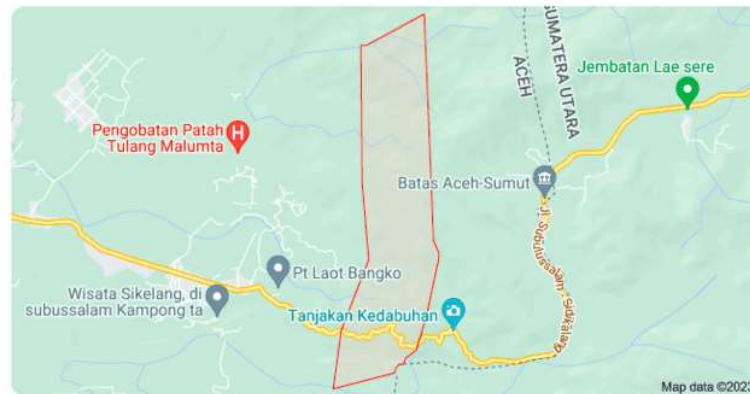 SUMATERA UTARA
ACEH
Jembatan Lae sere
Pengobatan Patah
Tulang Malumta
H
Batas Aceh-Sumut
Jl. Subulussalam - Sidikalang
Pt Laot Bangko
Wisata Sikelang, di
subussalam Kampong ta
Tanjakan Kedabuhan
Map data ©2023